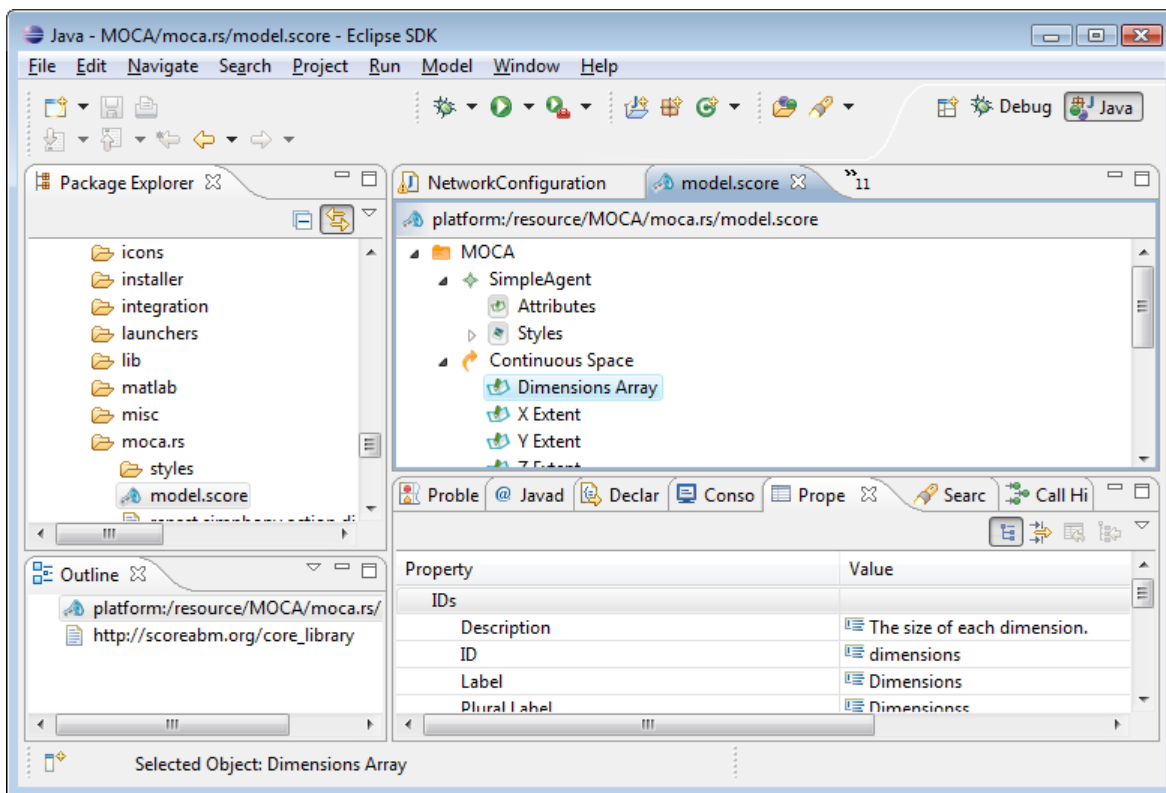 Java - MOCA/moca.rs/model.score - Eclipse SDK
File Edit Navigate Search Project Run Model Window Help
Debug Java
Package Explorer
icons
installer
integration
launchers
lib
matlab
misc
moca.rs
styles
model.score
NetworkConfiguration model.score 11
platform:/resource/MOCA/moca.rs/model.score
MOCA
SimpleAgent
Attributes
Styles
Continuous Space
Dimensions Array
X Extent
Y Extent
Z Extent
Outline
platform:/resource/MOCA/moca.rs/
http://scoreabm.org/core_library
Proble @ Javad Declar Conso Prope Searc Call Hi
Property Value
IDs
Description The size of each dimension.
ID dimensions
Label Dimensions
Plural Label Dimensionss
Selected Object: Dimensions Array